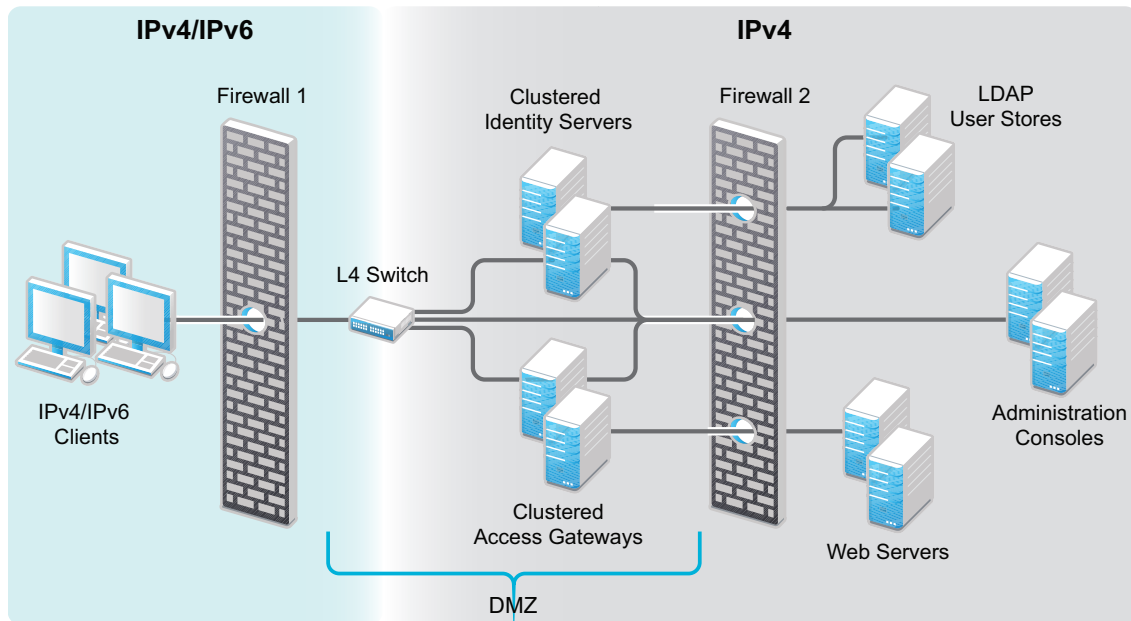 IPv4/IPv6
IPv4
Firewall 1
Clustered
Identity Servers
Firewall 2
LDAP
User Stores
L4 Switch
IPv4/IPv6
Clients
Administration
Consoles
Clustered
Access Gateways
Web Servers
DMZ